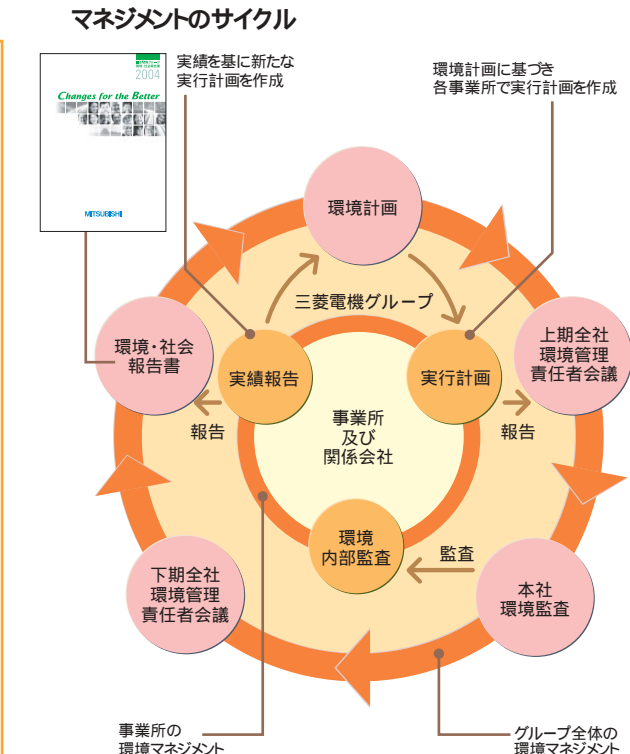 マネジメントのサイクル
2004
Changes for the Better
MITSUBISHI
実績を基に新たな
実行計画を作成
環境計画に基づき
各事業所で実行計画を作成
環境計画
三菱電機グループ
環境・社会
報告書
実績報告
実行計画
上期全社
環境管理
責任者会議
報告
報告
事業所
及び
関係会社
環境
内部監査
監査
下期全社
環境管理
責任者会議
本社
環境監査
事業所の
環境マネジメント
グループ全体の
環境マネジメント